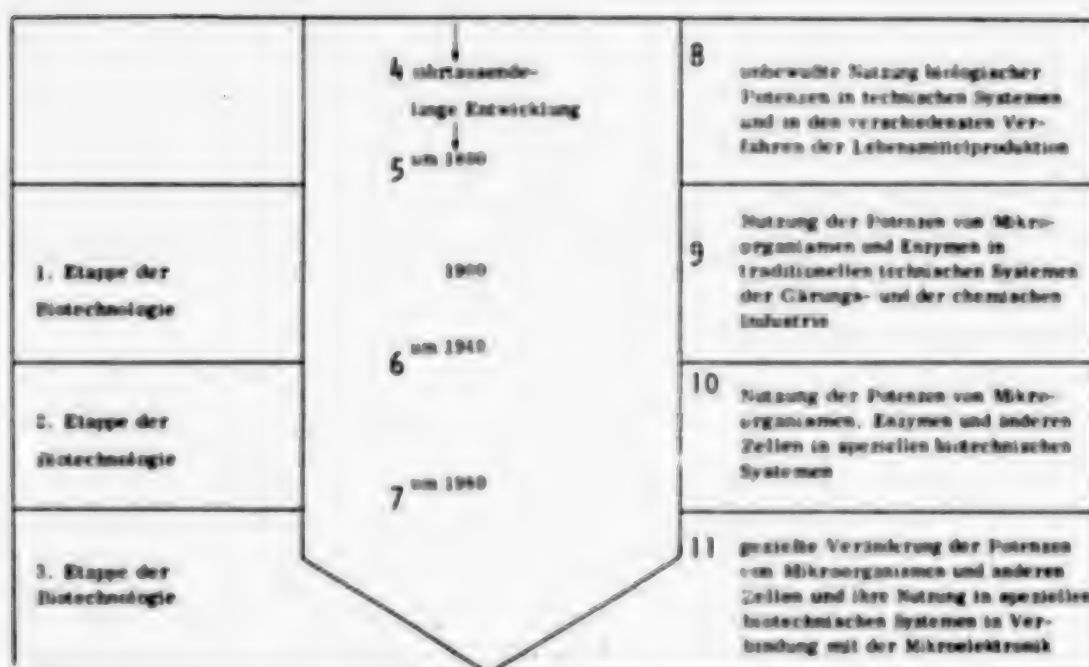 4 ahrtausende-
lange Entwicklung
5 um 1800
8 unbewußte Nutzung biologischer
Potenzen in technischen Systemen
und in den verschiedensten Ver-
fahren der Lebensmittelproduktion
1. Etappe der
Biotechnologie
1900
6 um 1940
9 Nutzung der Potenzen von Mikro-
organismen und Enzymen in
traditionellen technischen Systemen
der Gärungs- und der chemischen
Industrie
2. Etappe der
Biotechnologie
7 um 1980
10 Nutzung der Potenzen von Mikro-
organismen, Enzymen und anderen
Zellen in speziellen biotechnischen
Systemen
3. Etappe der
Biotechnologie
11 gezielte Veränderung der Potenzen
von Mikroorganismen und anderen
Zellen und ihre Nutzung in speziellen
biotechnischen Systemen in Ver-
bindung mit der Mikroelektronik